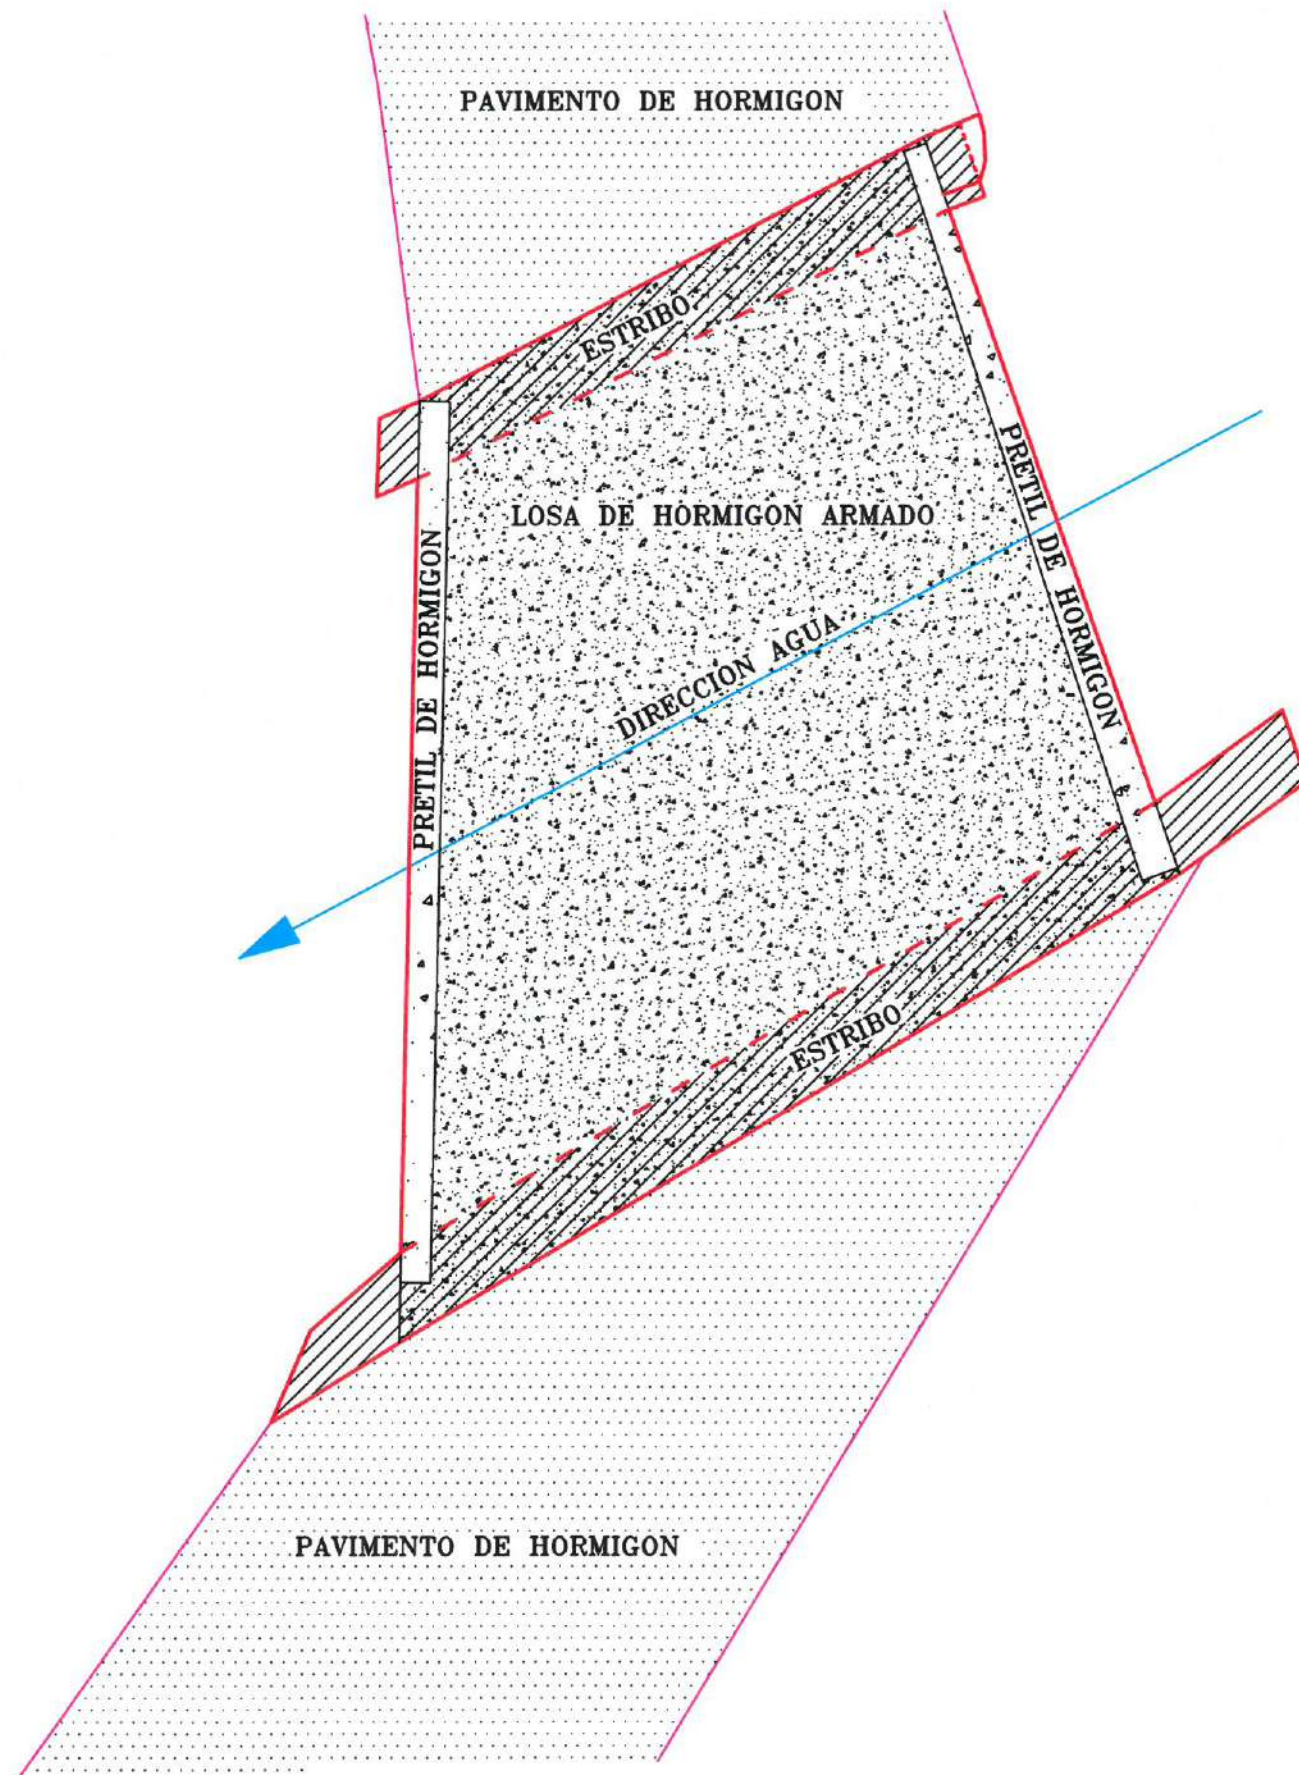 PAVIMENTO DE HORMIGON
ESTRIBO
PRETIL DE HORMIGON
LOSA DE HORMIGON ARMADO
PRETIL DE HORMIGON
DIRECCION AGUA
ESTRIBO
PAVIMENTO DE HORMIGON